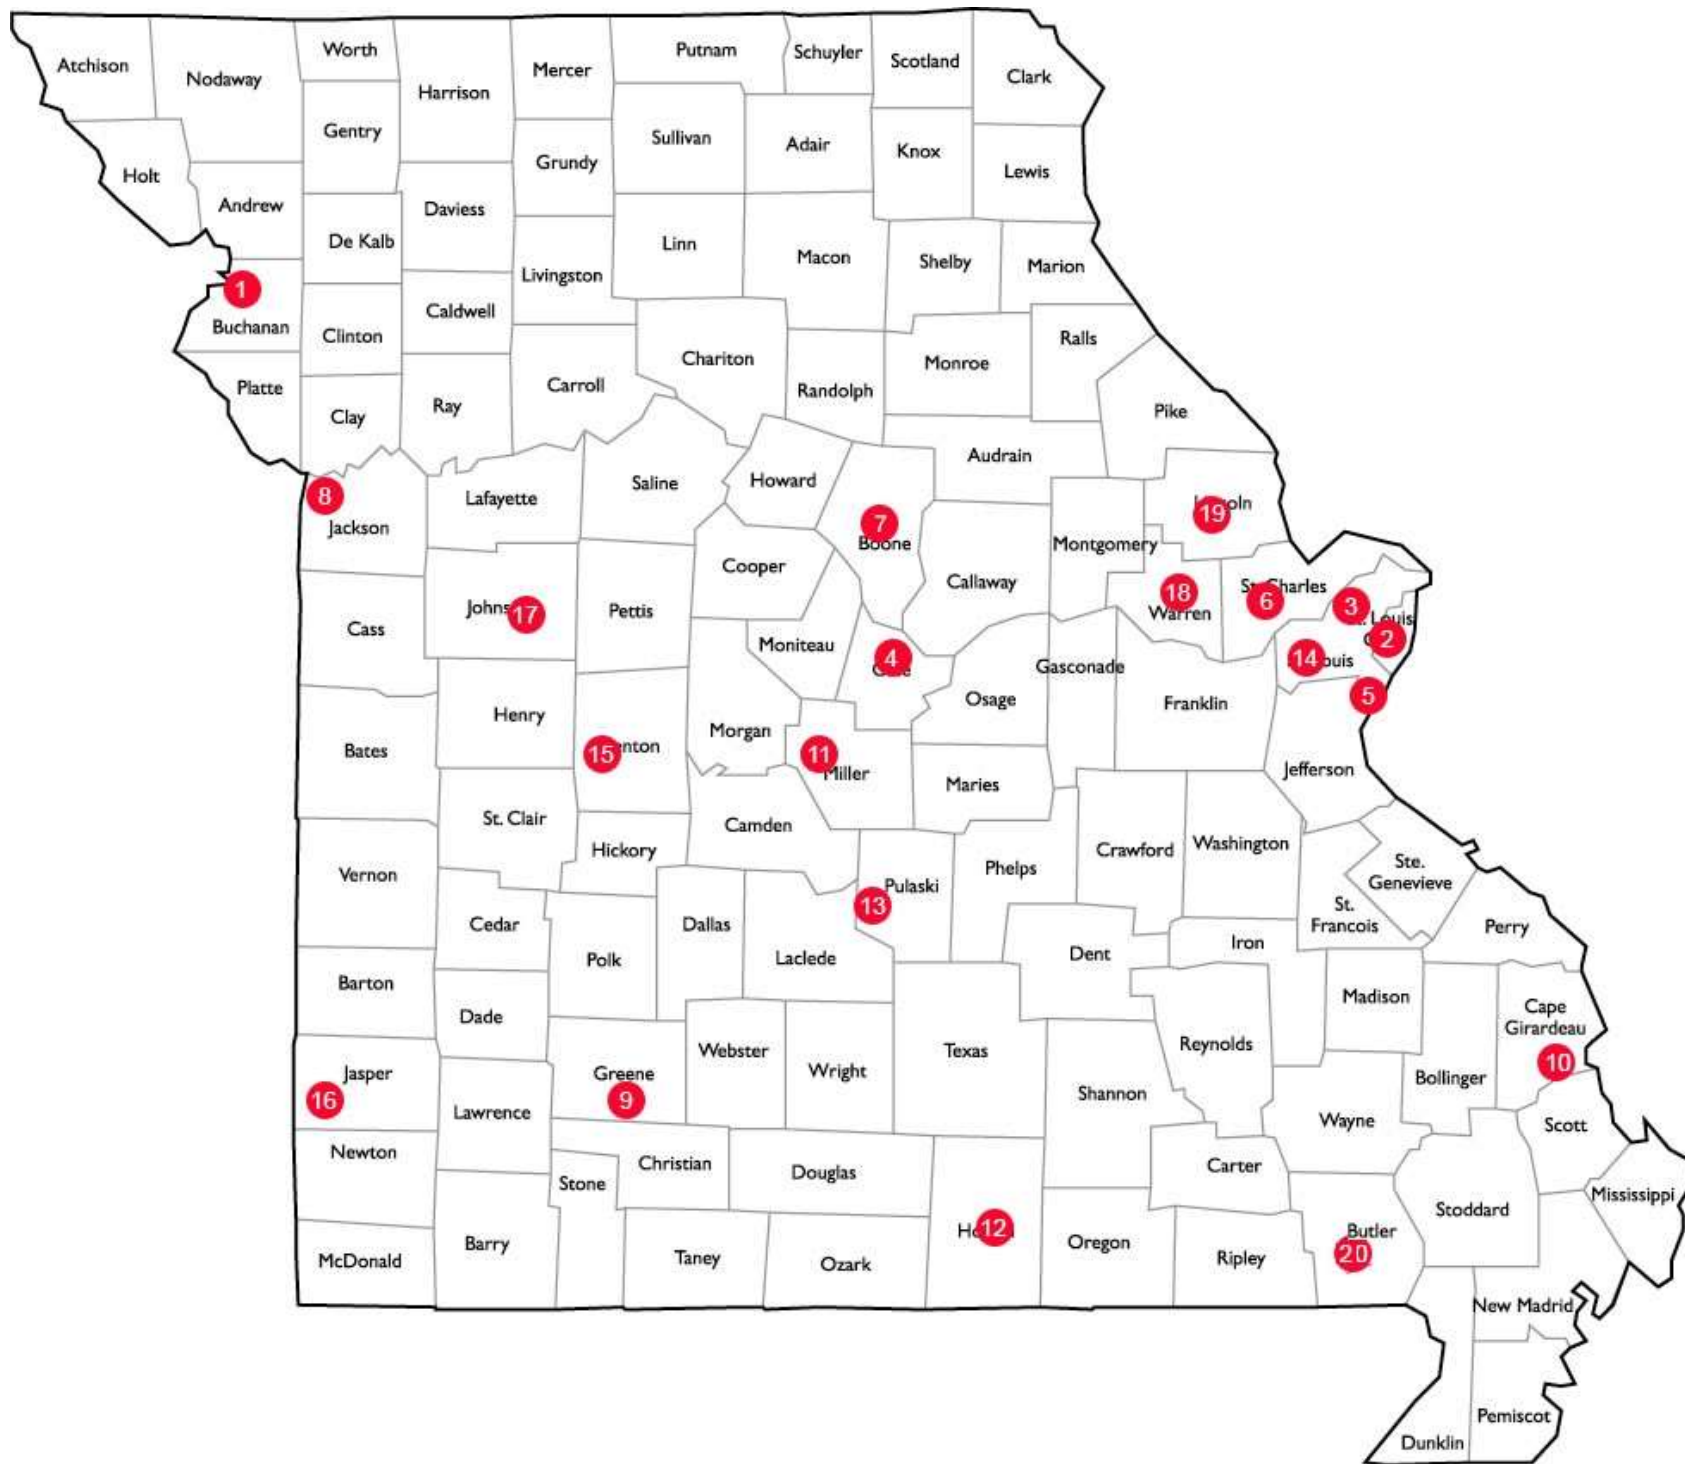 Worth
Putnam
Schuyler
Scotland
Atchison
Nodaway
Mercer
Clark
Harrison
Gentry
Sullivan
Adair
Knox
Grundy
Lewis
Holt
Andrew
Daviess
De Kalb
Linn
Macon
Shelby
Marion
Livingston
1
Caldwell
Buchanan
Clinton
Ralls
Chariton
Monroe
Carroll
Platte
Randolph
Ray
Clay
Pike
Audrain
Howard
Saline
8
Lafayette
19
Jackson
7
Boone
Montgomery
Cooper
Callaway
St. Charles
6
18
Warren
3
17
Pettis
Cass
St. Louis
2
Moniteau
4
14
Gasconade
5
Osage
Franklin
Henry
Morgan
15
11
Bates
Miller
Jefferson
Maries
St. Clair
Camden
Washington
Crawford
Hickory
Phelps
Ste.
Genevieve
Vernon
Pulaski
13
St.
Francois
Cedar
Dallas
Perry
Iron
Dent
Polk
Laclede
Barton
Madison
Cape
Girardeau
Dade
Reynolds
Webster
Texas
10
Jasper
Greene
Wright
Bollinger
16
9
Shannon
Lawrence
Wayne
Scott
Newton
Christian
Carter
Douglas
Stone
Mississippi
Stoddard
12
Butler
Barry
Oregon
20
McDonald
Taney
Ozark
Ripley
New Madrid
Pemiscot
Dunklin